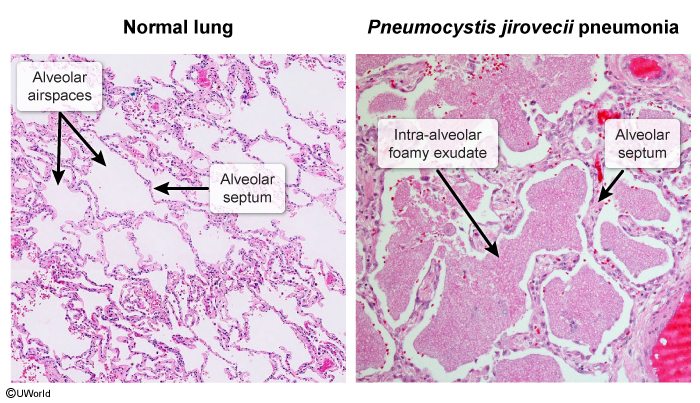 Normal lung
Pneumocystis jirovecii pneumonia
Alveolar
airspaces
Alveolar
septum
Intra-alveolar
foamy exudate
Alveolar
septum
©UWorld